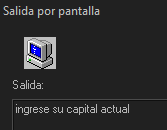 Salida por pantalla
Salida:
ingrese su capital actual